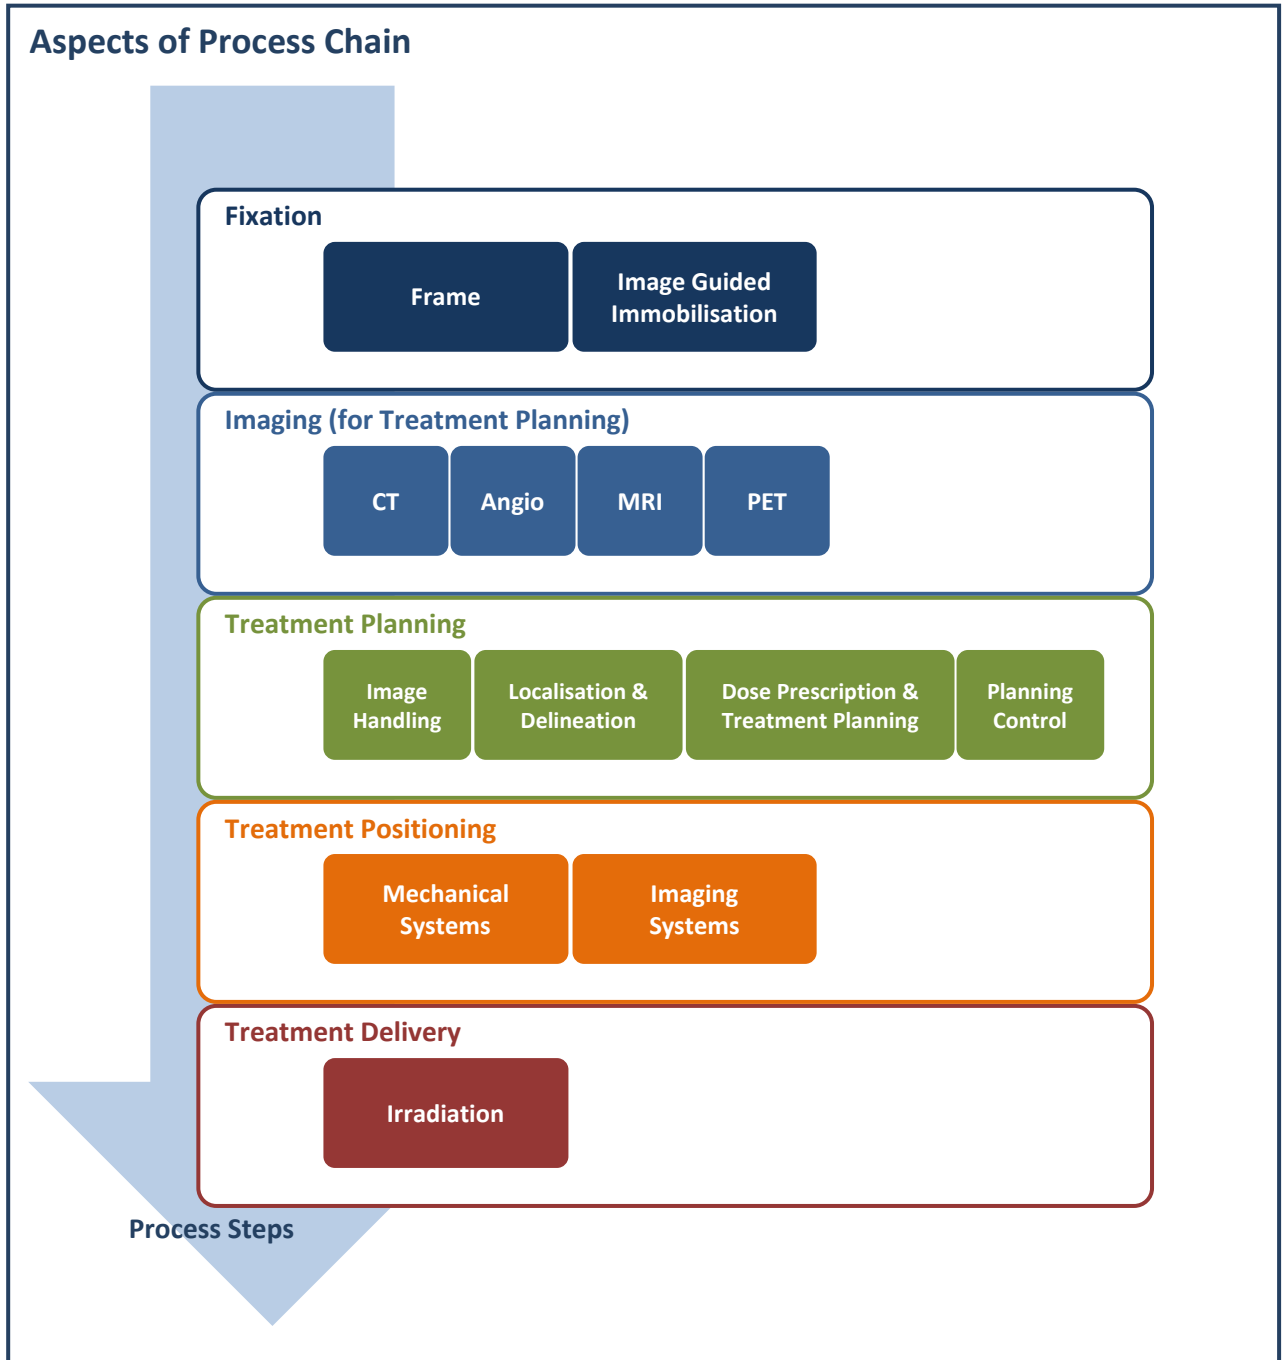 Aspects of Process Chain
Fixation
Frame
Image Guided
Immobilisation
Imaging (for Treatment Planning)
CT
Angio
MRI
PET
Treatment Planning
Image
Handling
Localisation &
Delineation
Dose Prescription &
Treatment Planning
Planning
Control
Treatment Positioning
Mechanical
Systems
Imaging
Systems
Treatment Delivery
Irradiation
Process Steps